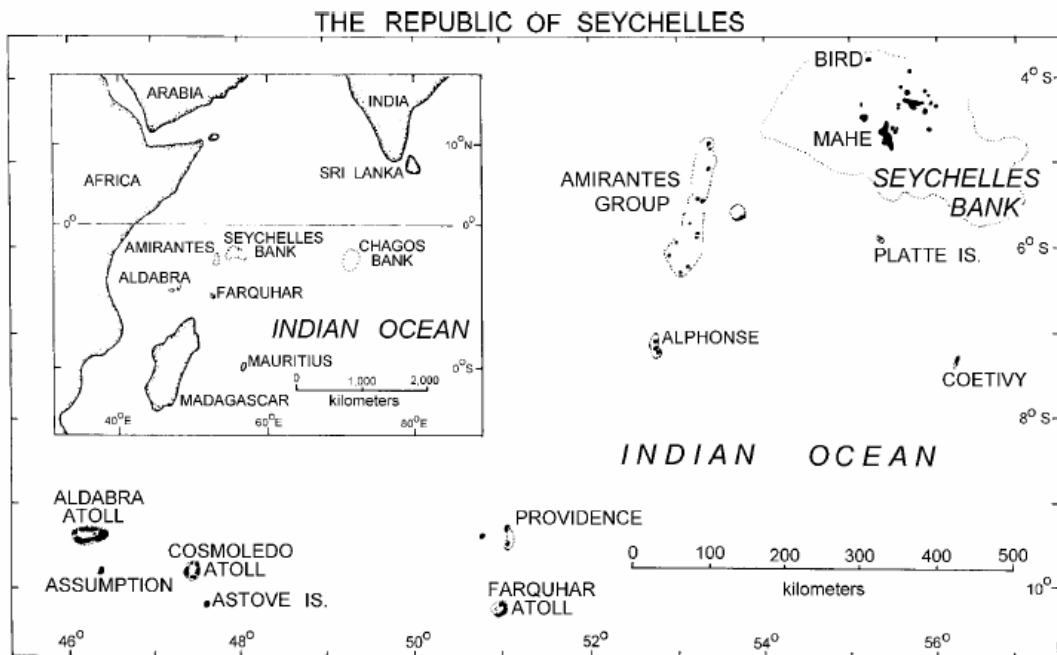 THE REPUBLIC OF SEYCHELLES
BIRD
4° S
MAHE
SEYCHELLES
BANK
AMIRANTES
GROUP
PLATTE IS.
6° S
ALPHONSE
COETIVY
8° S
INDIAN OCEAN
ARABIA
INDIA
AFRICA
SRI LANKA
10°N
0°
0°
AMIRANTES
SEYCHELLES
BANK
CHAGOS
BANK
ALDABRA
FARQUHAR
INDIAN OCEAN
MAURITIUS
0°S
0 1,000 2,000
kilometers
MADAGASCAR
40°E 60°E 80°E
ALDABRA
ATOLL
ASSUMPTION
COSMOLEDO
ATOLL
ASTOVE IS.
PROVIDENCE
FARQUHAR
ATOLL
0 100 200 300 400 500
kilometers
10°
46° 48° 50° 52° 54° 56°